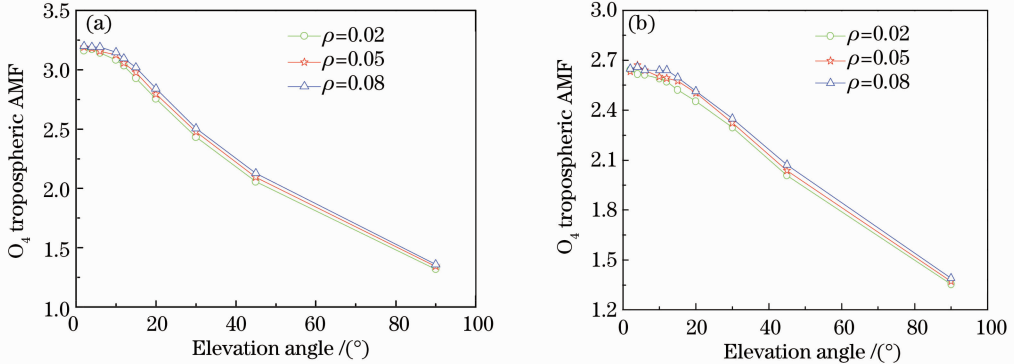 (a)
ρ=0.02
ρ=0.05
ρ=0.08
3.5
3.0
2.5
2.0
1.5
1.0
O₄ tropospheric AMF
0 20 40 60 80 100
Elevation angle /(°)
(b)
ρ=0.02
ρ=0.05
ρ=0.08
3.0
2.7
2.4
2.1
1.8
1.5
1.2
O₄ tropospheric AMF
0 20 40 60 80 100
Elevation angle /(°)